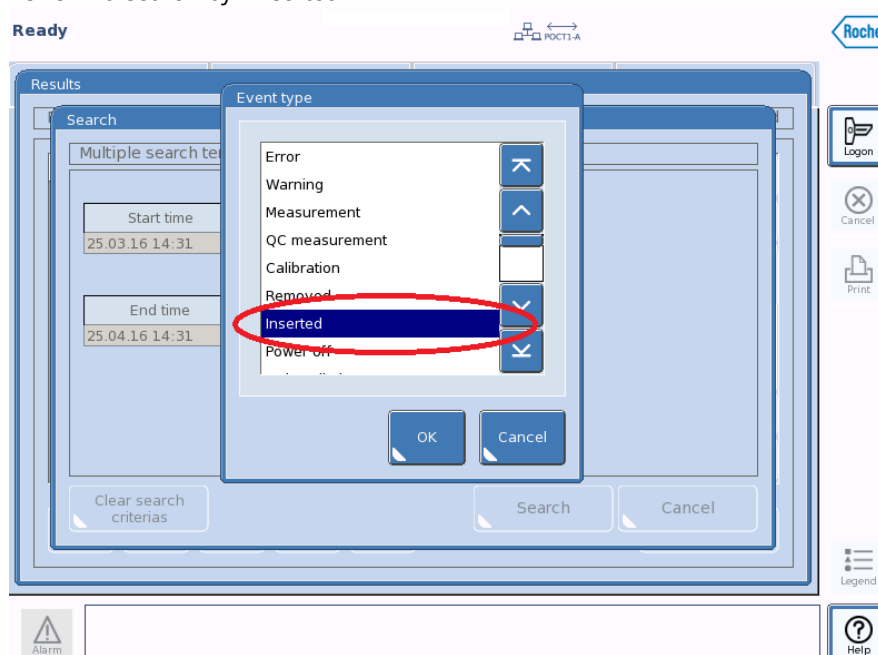 Ready
POCT1-A
Roche
Results
Event type
Search
Multiple search te
Error
Warning
Measurement
QC measurement
Calibration
Removed
Inserted
Power off
Start time
25.03.16 14:31
End time
25.04.16 14:31
OK
Cancel
Clear search
criterias
Search
Cancel
Logon
Cancel
Print
Legend
Alarm
Help